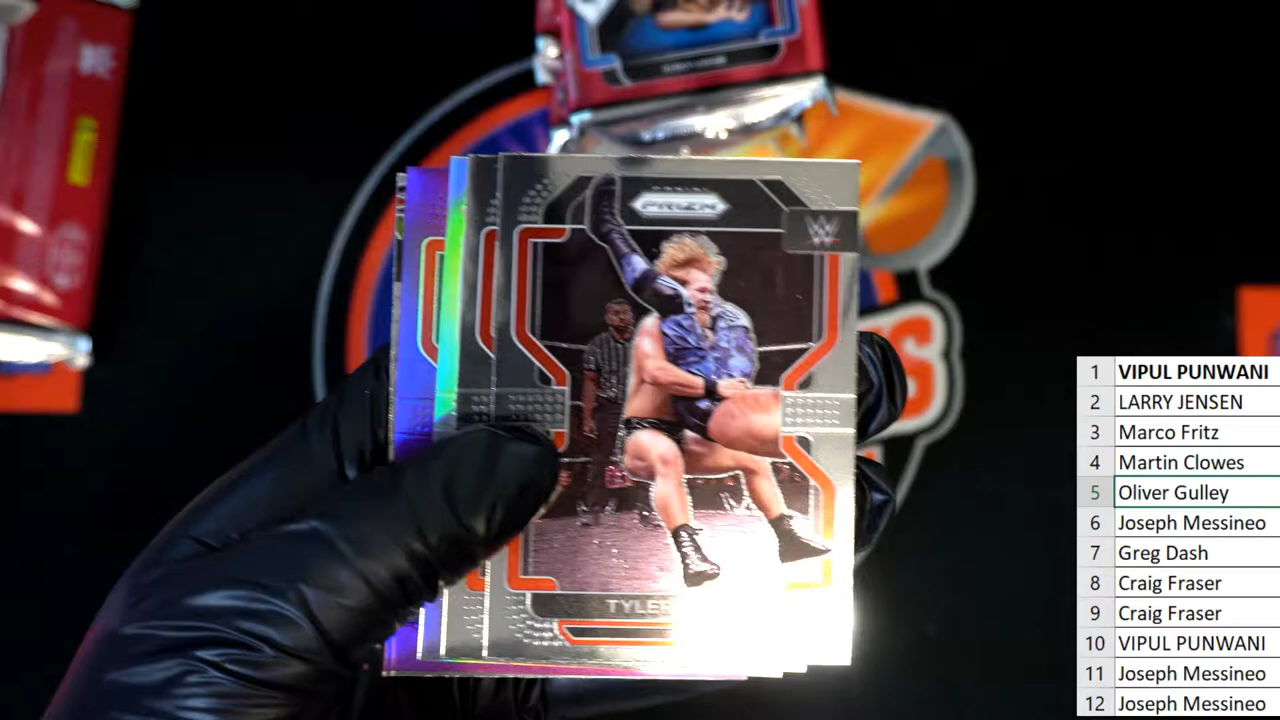 PANINI
PRIZM
W
TYLER
1 VIPUL PUNWANI
2 LARRY JENSEN
3 Marco Fritz
4 Martin Clowes
5 Oliver Gulley
6 Joseph Messineo
7 Greg Dash
8 Craig Fraser
9 Craig Fraser
10 VIPUL PUNWANI
11 Joseph Messineo
12 Joseph Messineo